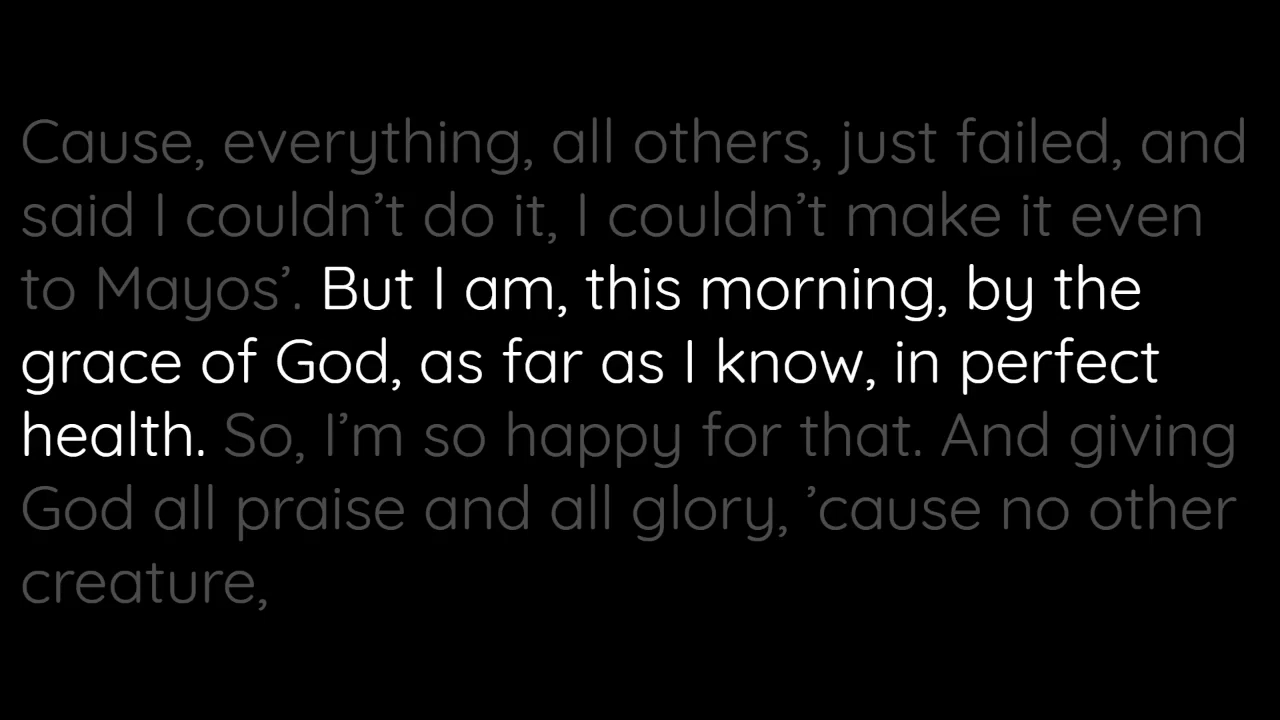 Cause, everything, all others, just failed, and
said I couldn’t do it, I couldn’t make it even
to Mayos’. But I am, this morning, by the
grace of God, as far as I know, in perfect
health. So, I’m so happy for that. And giving
God all praise and all glory, ’cause no other
creature,